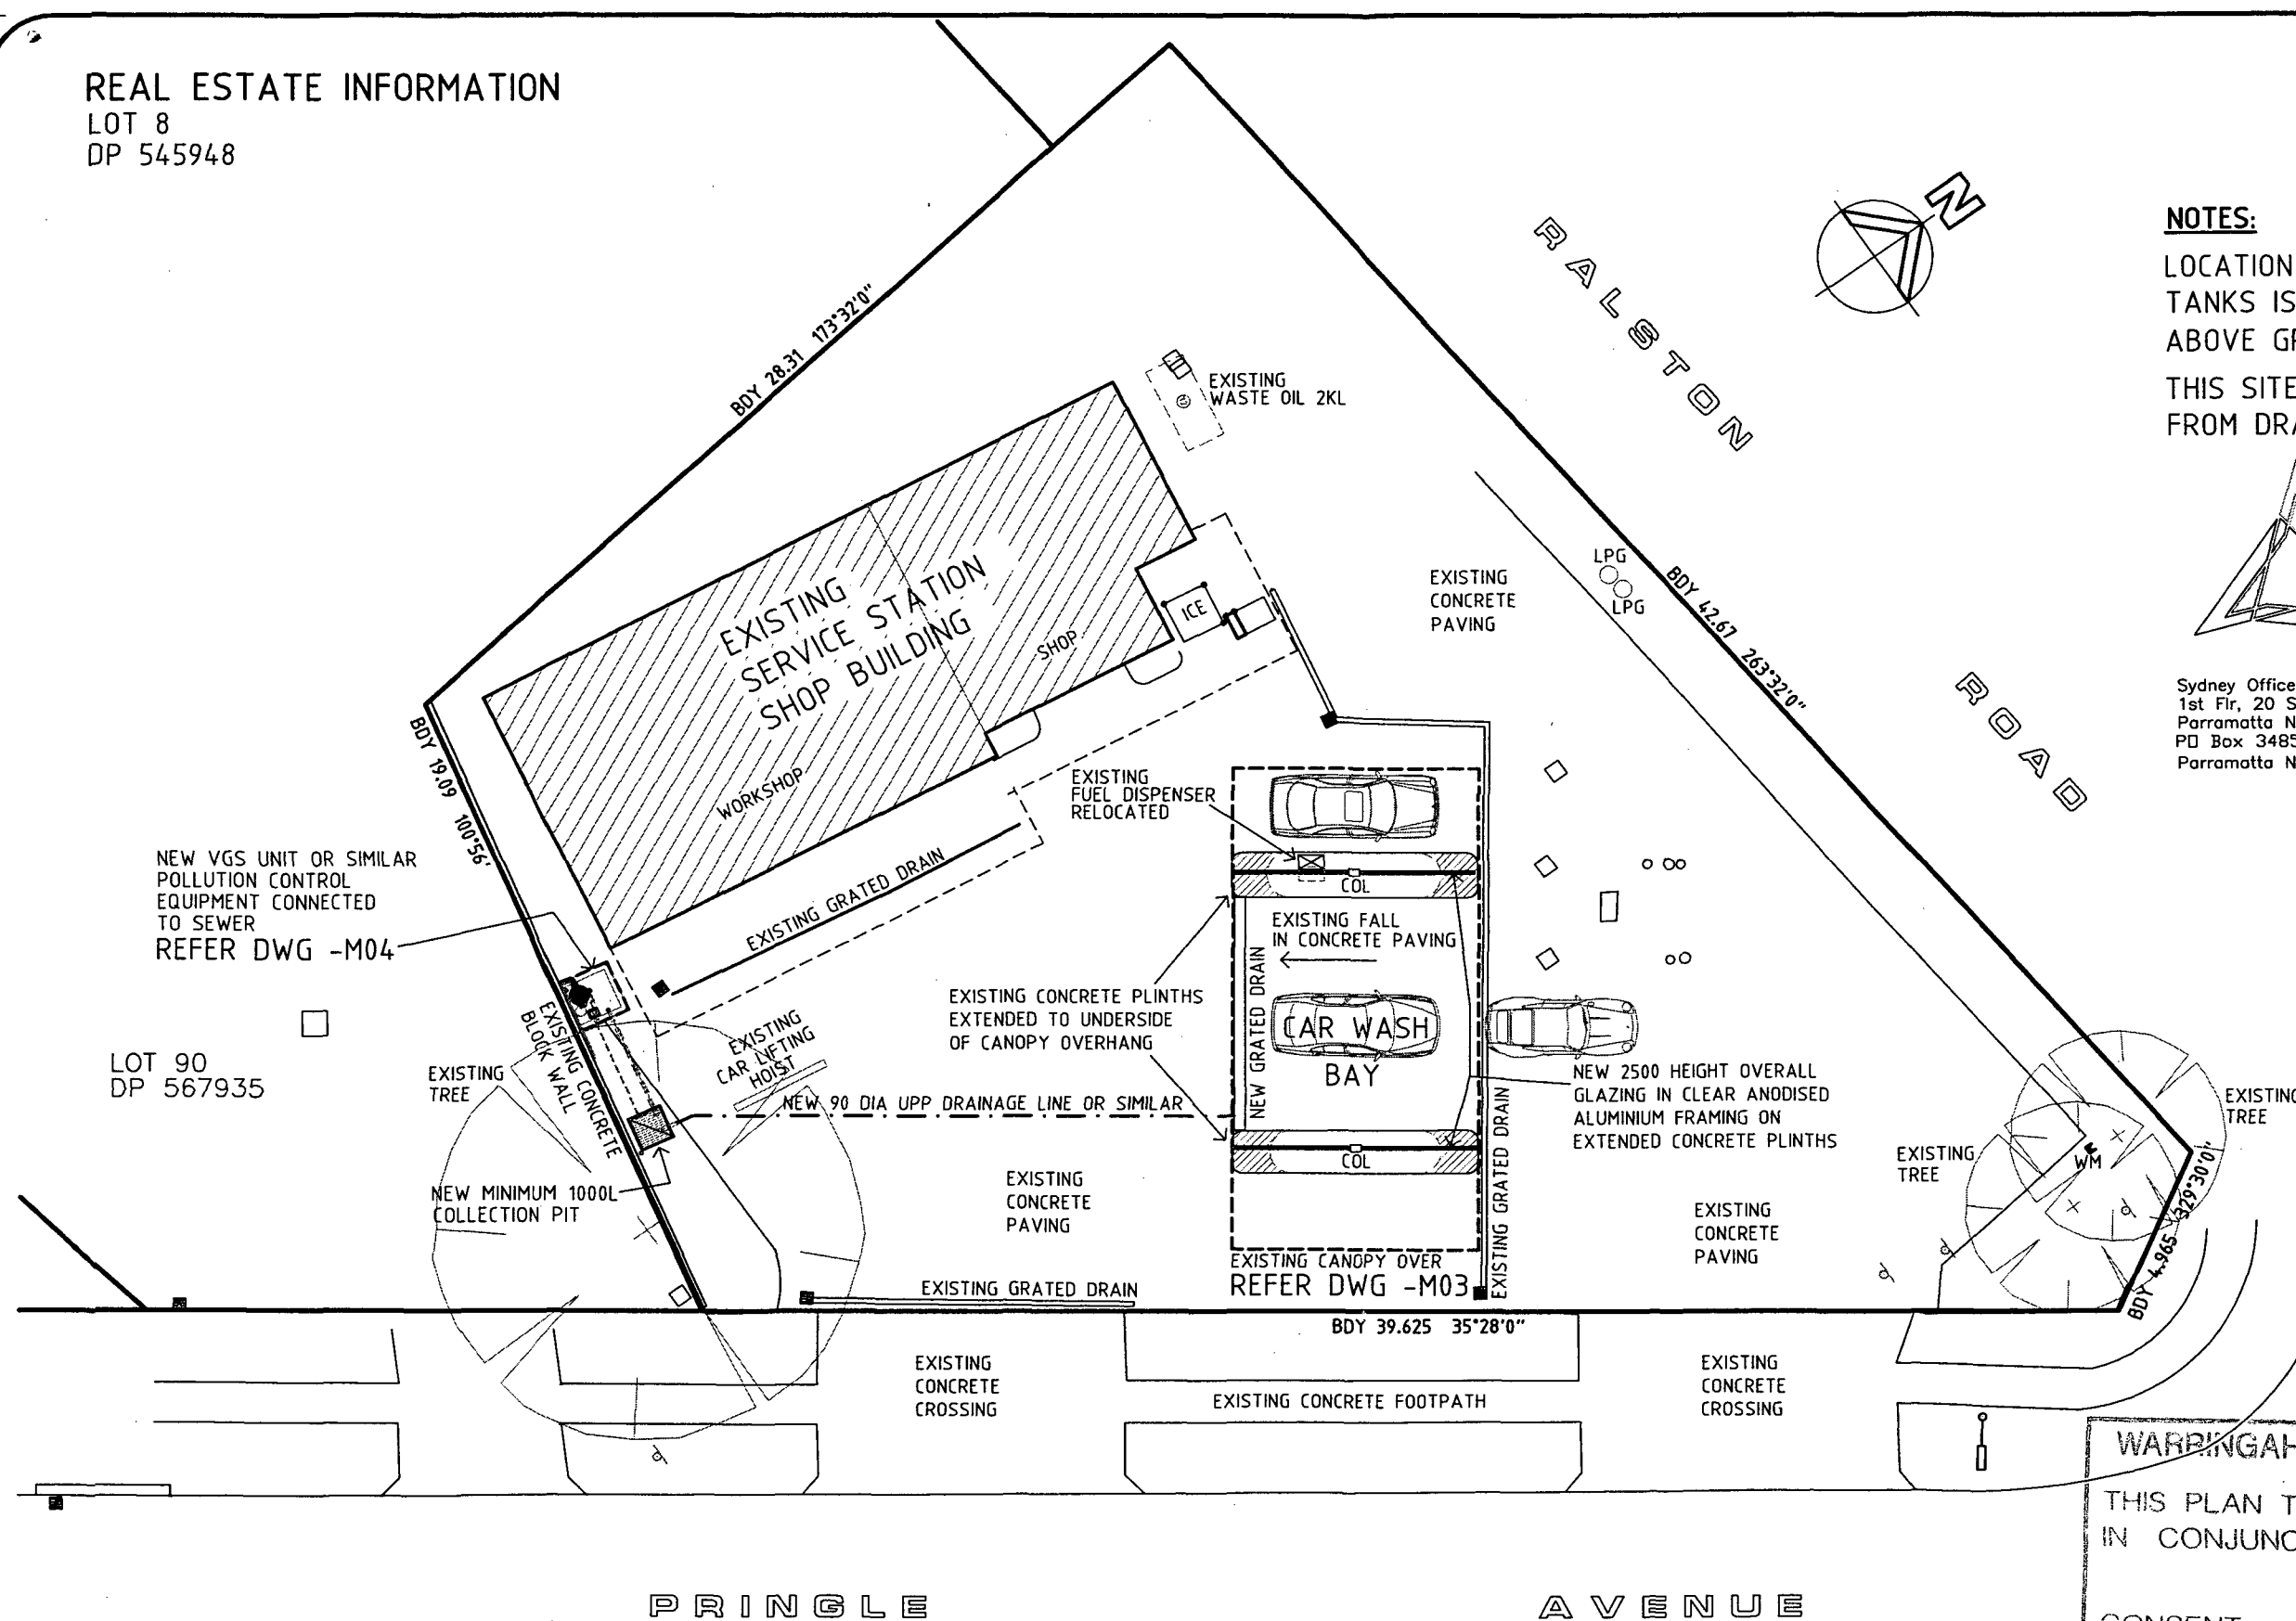 REAL ESTATE INFORMATION
LOT 8
DP 545948
N
NOTES:
LOCATION
TANKS IS
ABOVE
THIS SITE
FROM
RALSTON
ROAD
BDY 28.31 173°32'0"
EXISTING
WASTE OIL 2KL
EXISTING
SERVICE STATION
SHOP BUILDING
SHOP
WORKSHOP
ICE
EXISTING
CONCRETE
PAVING
LPG
LPG
BDY 42.67 263°32'0"
Sydney Office
1st Flr, 20 S
Parramatta N
PO Box 3485
Parramatta N
BDY 19.09 100°56'
EXISTING
FUEL DISPENSER
RELOCATED
COL
NEW VGS UNIT OR SIMILAR
POLLUTION CONTROL
EQUIPMENT CONNECTED
TO SEWER
REFER DWG -M04
EXISTING GRATED DRAIN
EXISTING FALL
IN CONCRETE PAVING
NEW GRATED DRAIN
EXISTING CONCRETE PLINTHS
EXTENDED TO UNDERSIDE
OF CANOPY OVERHANG
CAR WASH
BAY
EXISTING CONCRETE
BLOCK WALL
EXISTING
CAR LIFTING
HOIST
LOT 90
DP 567935
EXISTING
TREE
NEW 90 DIA UPP DRAINAGE LINE OR SIMILAR
NEW 2500 HEIGHT OVERALL
GLAZING IN CLEAR ANODISED
ALUMINIUM FRAMING ON
EXTENDED CONCRETE PLINTHS
EXISTING
TREE
EXISTING
TREE
WM
COL
EXISTING GRATED DRAIN
NEW MINIMUM 1000L
COLLECTION PIT
EXISTING
CONCRETE
PAVING
EXISTING
CONCRETE
PAVING
BDY 4.965 329°30'0"
EXISTING CANOPY OVER
REFER DWG -M03
EXISTING GRATED DRAIN
BDY 39.625 35°28'0"
EXISTING
CONCRETE
CROSSING
EXISTING CONCRETE FOOTPATH
EXISTING
CONCRETE
CROSSING
WARRINGAH
THIS PLAN T
IN CONJUNC
CONSENT
PRINGLE
AVENUE